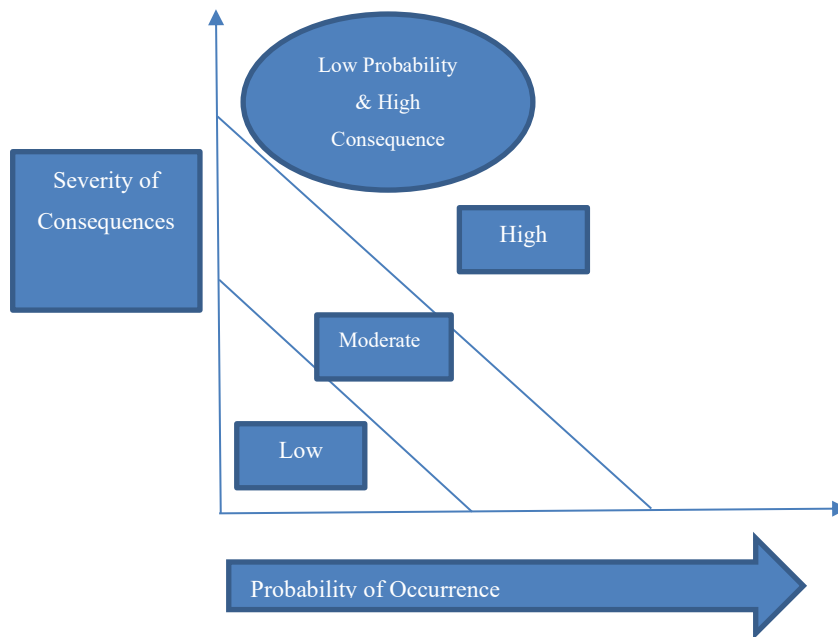 Low Probability
& High
Consequence
Severity of
Consequences
High
Moderate
Low
Probability of Occurrence